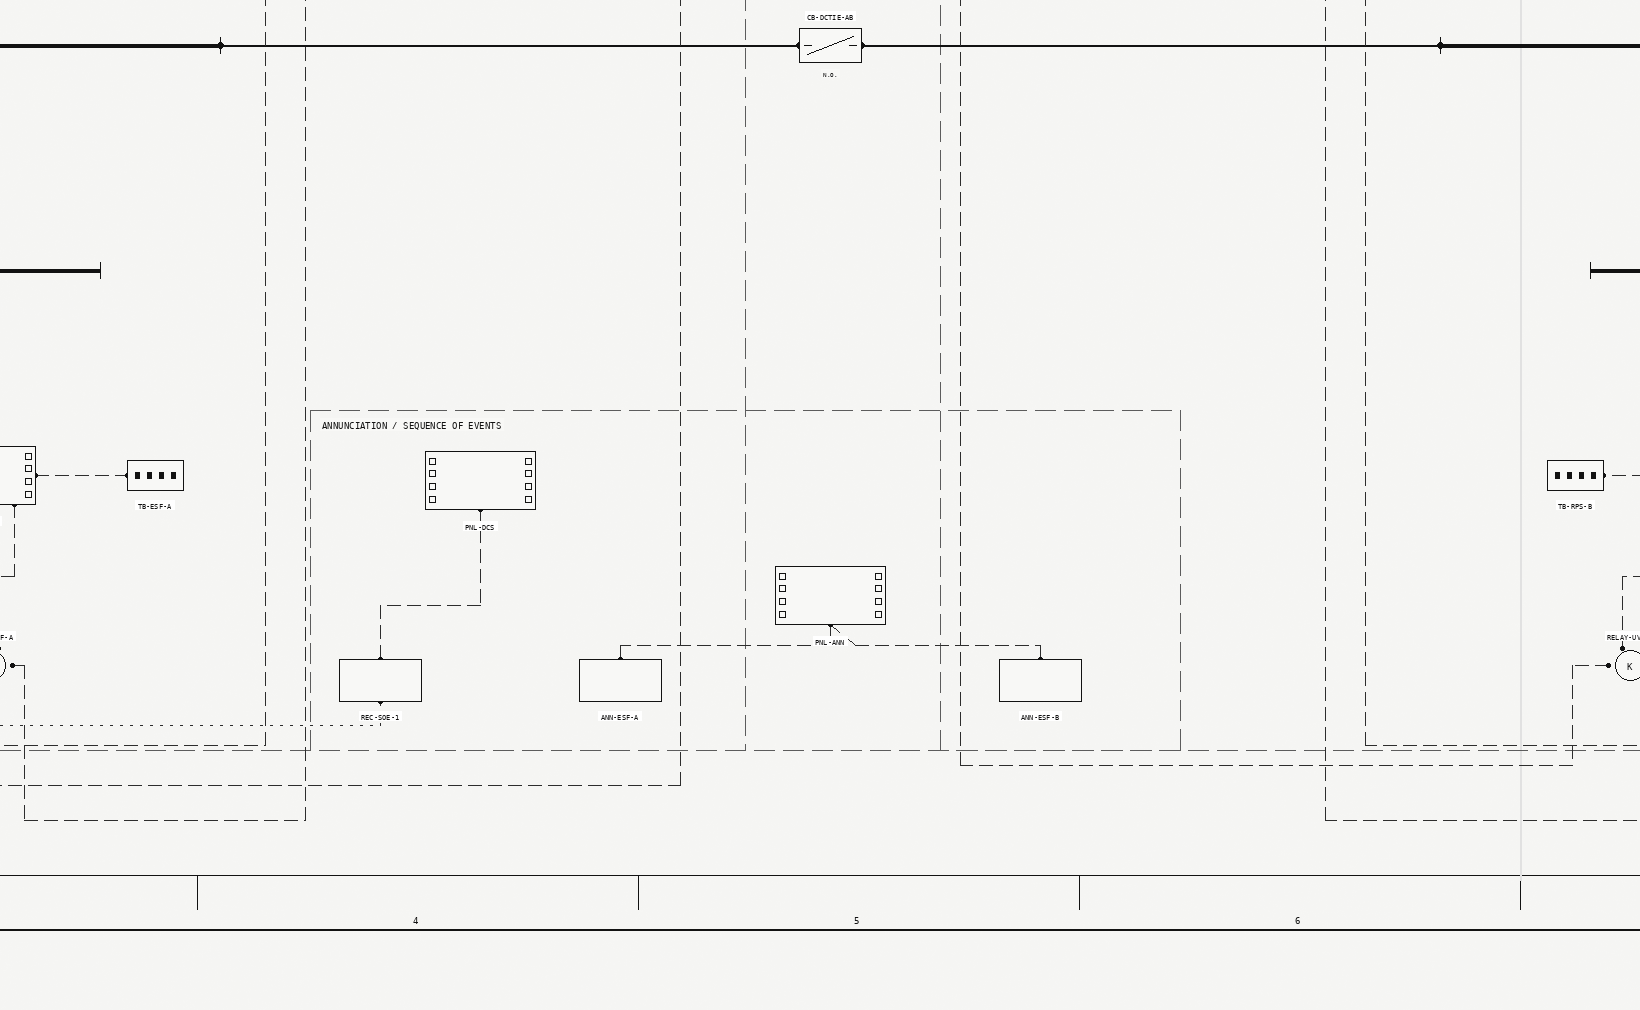 CB-DCTIE-AB
N.O.
ANNUNCIATION / SEQUENCE OF EVENTS
TB-ESF-A
TB-RPS-B
PNL-DCS
F-A
PNL-ANN
RELAY-UV
K
REC-SOE-1
ANN-ESF-A
ANN-ESF-B
4
5
6